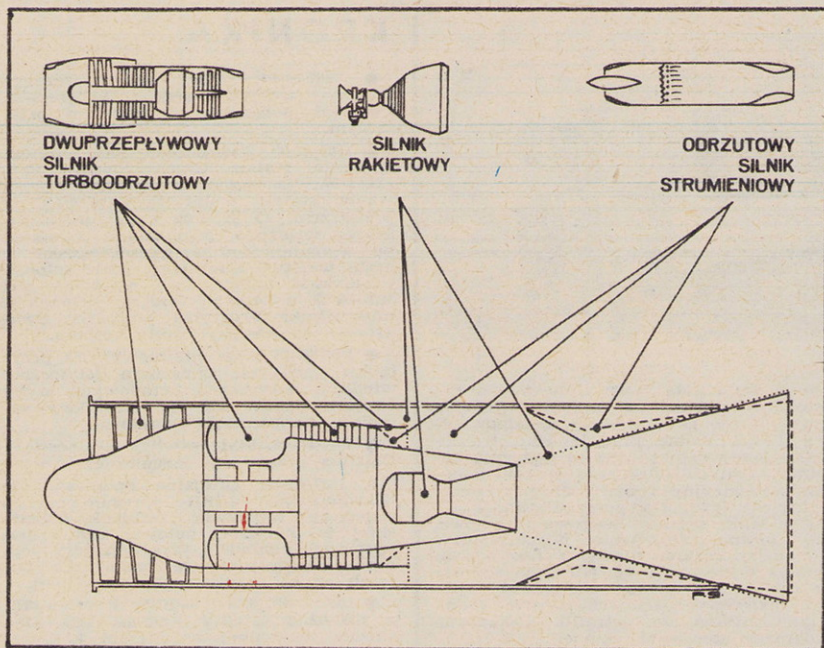 DWUPRZEPŁYWOWY
SILNIK
TURBOODRZUTOWY
SILNIK
RAKIETOWY
ODRZUTOWY
SILNIK
STRUMIENIOWY